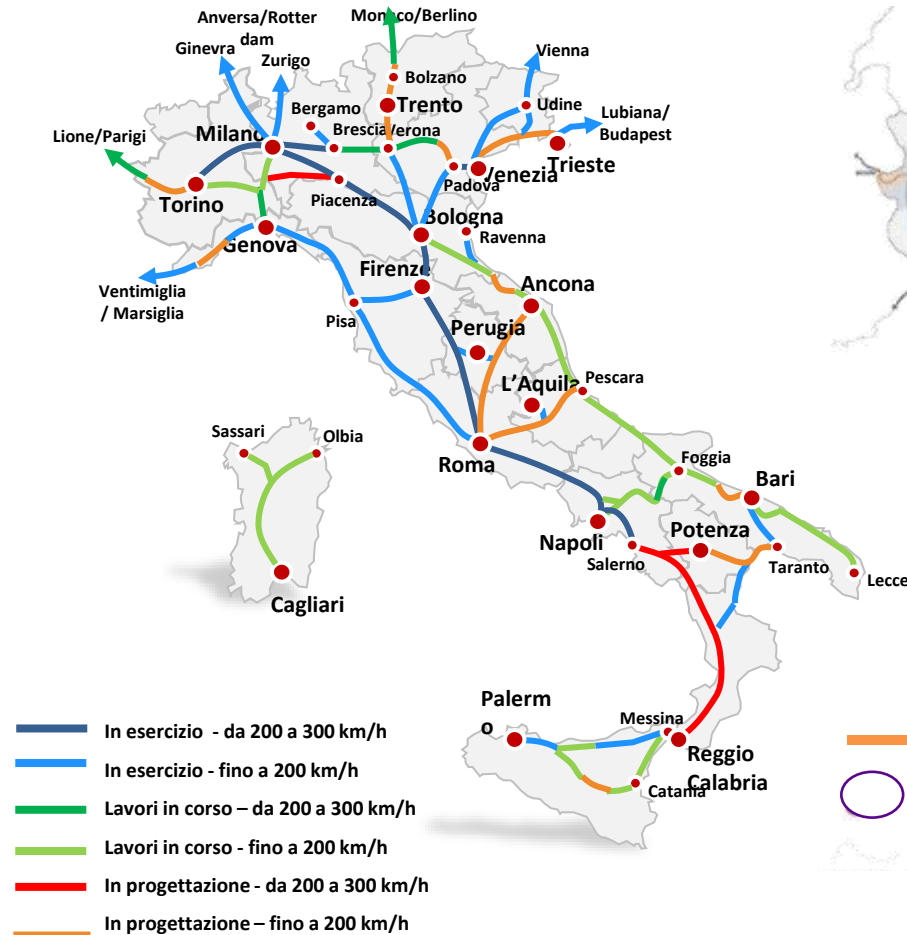 Anversa/Rotter
dam
Monaco/Berlino
Ginevra
Zurigo
Vienna
Bolzano
Bergamo
Trento
Udine
Lubiana/
Budapest
Milano
Brescia
Verona
Lione/Parigi
Padova
Venezia
Trieste
Torino
Piacenza
Bologna
Ravenna
Genova
Firenze
Ancona
Ventimiglia
/ Marsiglia
Pisa
Perugia
L'Aquila
Pescara
Sassari
Olbia
Roma
Foggia
Bari
Napoli
Potenza
Salerno
Taranto
Lecce
Cagliari
Palerm
o
Messina
Reggio
Calabria
Catania
In esercizio - da 200 a 300 km/h
In esercizio - fino a 200 km/h
Lavori in corso – da 200 a 300 km/h
Lavori in corso - fino a 200 km/h
In progettazione - da 200 a 300 km/h
In progettazione – fino a 200 km/h